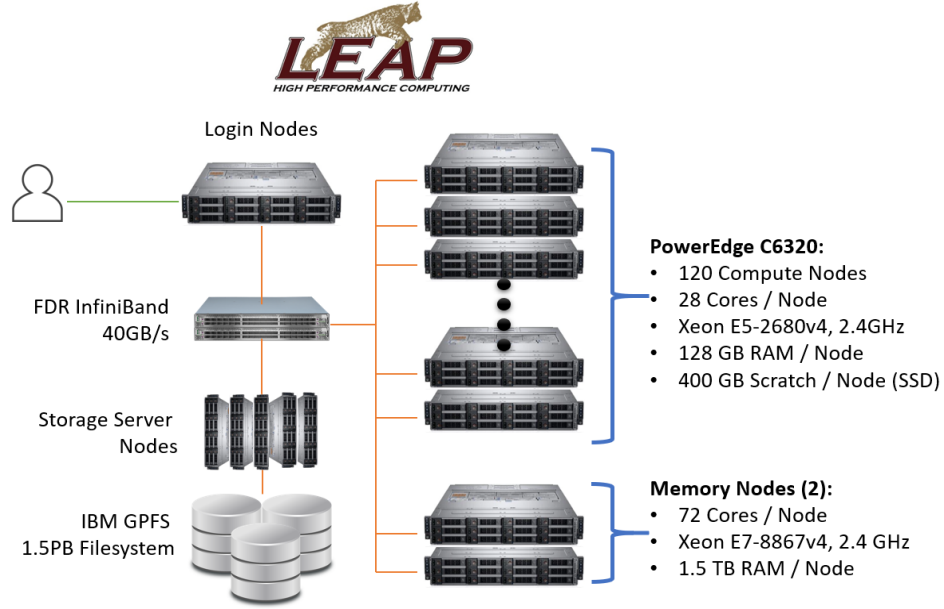 LEAP
HIGH PERFORMANCE COMPUTING
Login Nodes
FDR InfiniBand
40GB/s
Storage Server
Nodes
IBM GPFS
1.5PB Filesystem
PowerEdge C6320:
• 120 Compute Nodes
• 28 Cores / Node
• Xeon E5-2680v4, 2.4GHz
• 128 GB RAM / Node
• 400 GB Scratch / Node (SSD)
Memory Nodes (2):
• 72 Cores / Node
• Xeon E7-8867v4, 2.4 GHz
• 1.5 TB RAM / Node